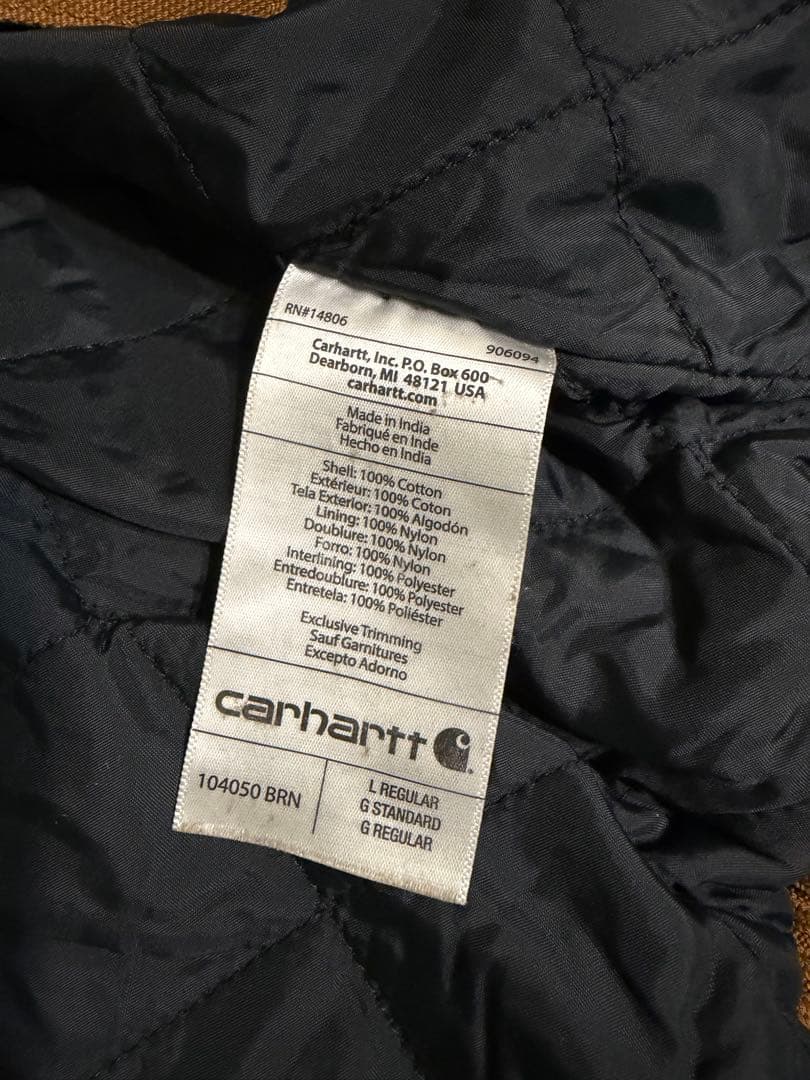 RN#14806
906094
Carhartt, Inc. P.O. Box 600
Dearborn, MI 48121 USA
carhartt.com
Made in India
Fabriqué en Inde
Hecho en India
Shell: 100% Cotton
Extérieur: 100% Coton
Tela Exterior: 100% Algodón
Lining: 100% Nylon
Doublure: 100% Nylon
Forro: 100% Nylon
Interlining: 100% Polyester
Entredoublure: 100% Polyester
Entretela: 100% Poliéster
Exclusive Trimming
Sauf Garnitures
Excepto Adorno
carhartt
104050 BRN
L REGULAR
G STANDARD
G REGULAR